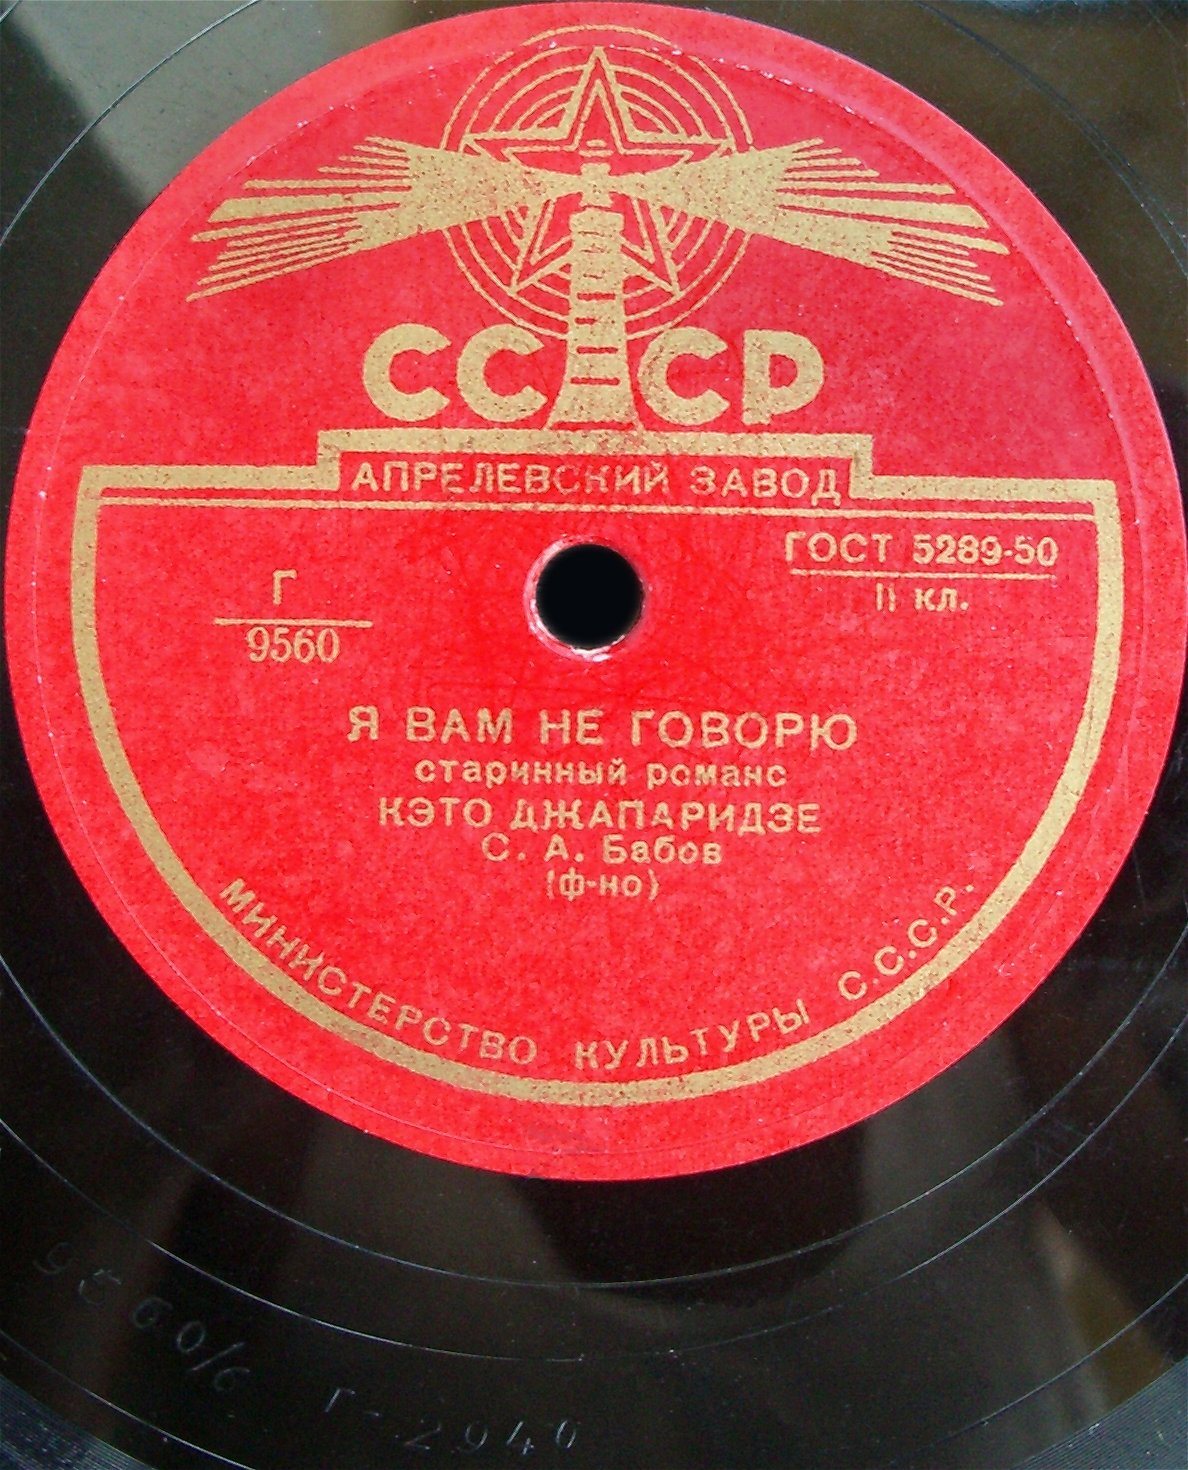 СССР
АПРЕЛЕВСКИЙ ЗАВОД
ГОСТ 5289-50
II кл.
Г
9560
Я ВАМ НЕ ГОВОРЮ
старинный романс
КЭТО ДЖАПАРИДЗЕ
С. А. Бабов
(ф-но)
МИНИСТЕРСТВО КУЛЬТУРЫ С.С.С.Р.
9560/6 Г-2940